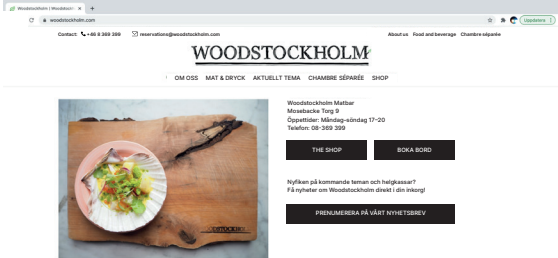 Woodstockholm | Woodstockh
woodstockholm.com
Uppdatera
Contact: +46 8 369 399 reservations@woodstockholm.com About us Food and beverage Chambre séparée
WOODSTOCKHOLM
OM OSS MAT & DRYCK AKTUELLT TEMA CHAMBRE SÉPARÉE SHOP
Woodstockholm Matbar
Mosebacke Torg 9
Öppettider: Måndag-söndag 17-20
Telefon: 08-369 399
THE SHOP BOKA BORD
Nyfiken på kommande teman och helgkassar?
Få nyheter om Woodstockholm direkt i din inkorg!
PRENUMERERA PÅ VÅRT NYHETSBREV
WOODSTOCKHOLM